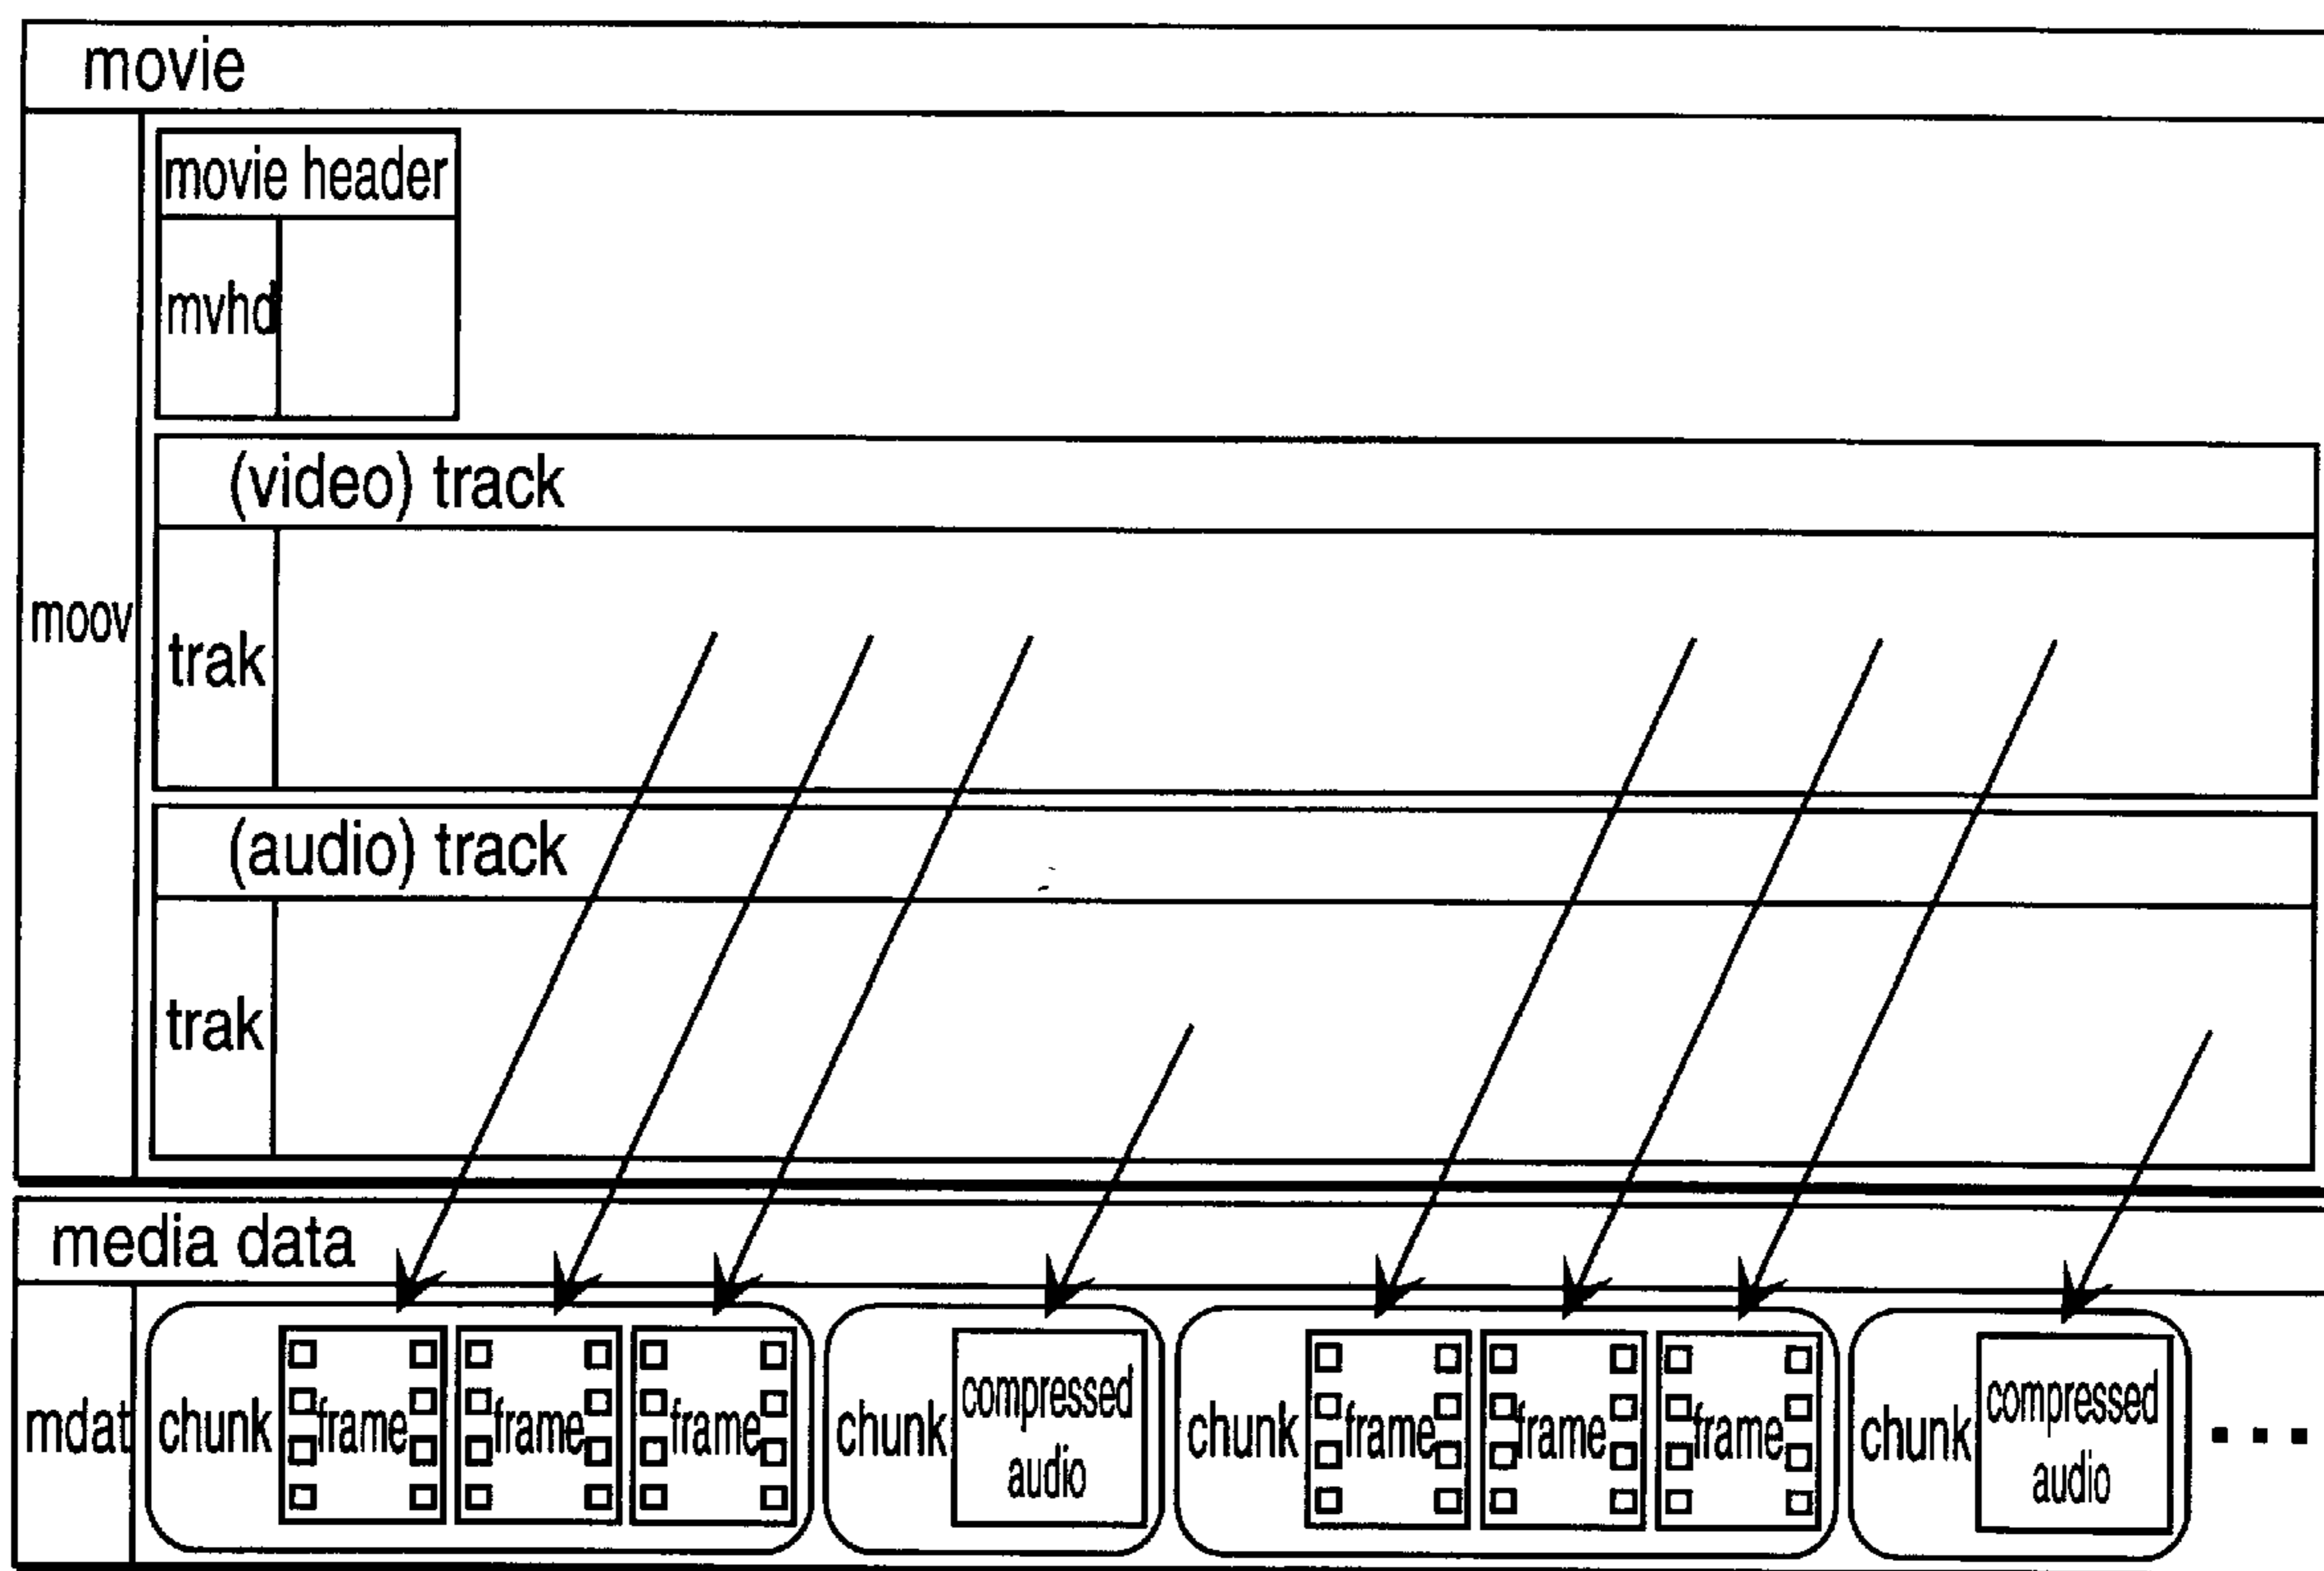 movie
movie header
mvhd
(video) track
moov
trak
(audio) track
trak
media data
mdat
chunk
frame
frame
frame
chunk
compressed
audio
chunk
frame
frame
frame
chunk
compressed
audio